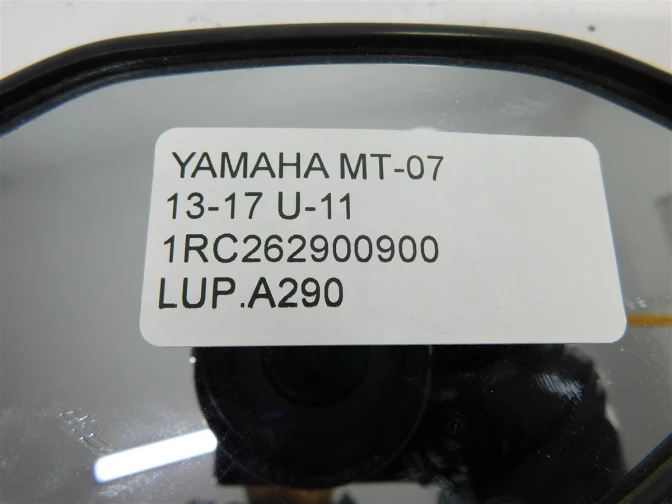 YAMAHA MT-07
13-17 U-11
1RC262900900
LUP.A290